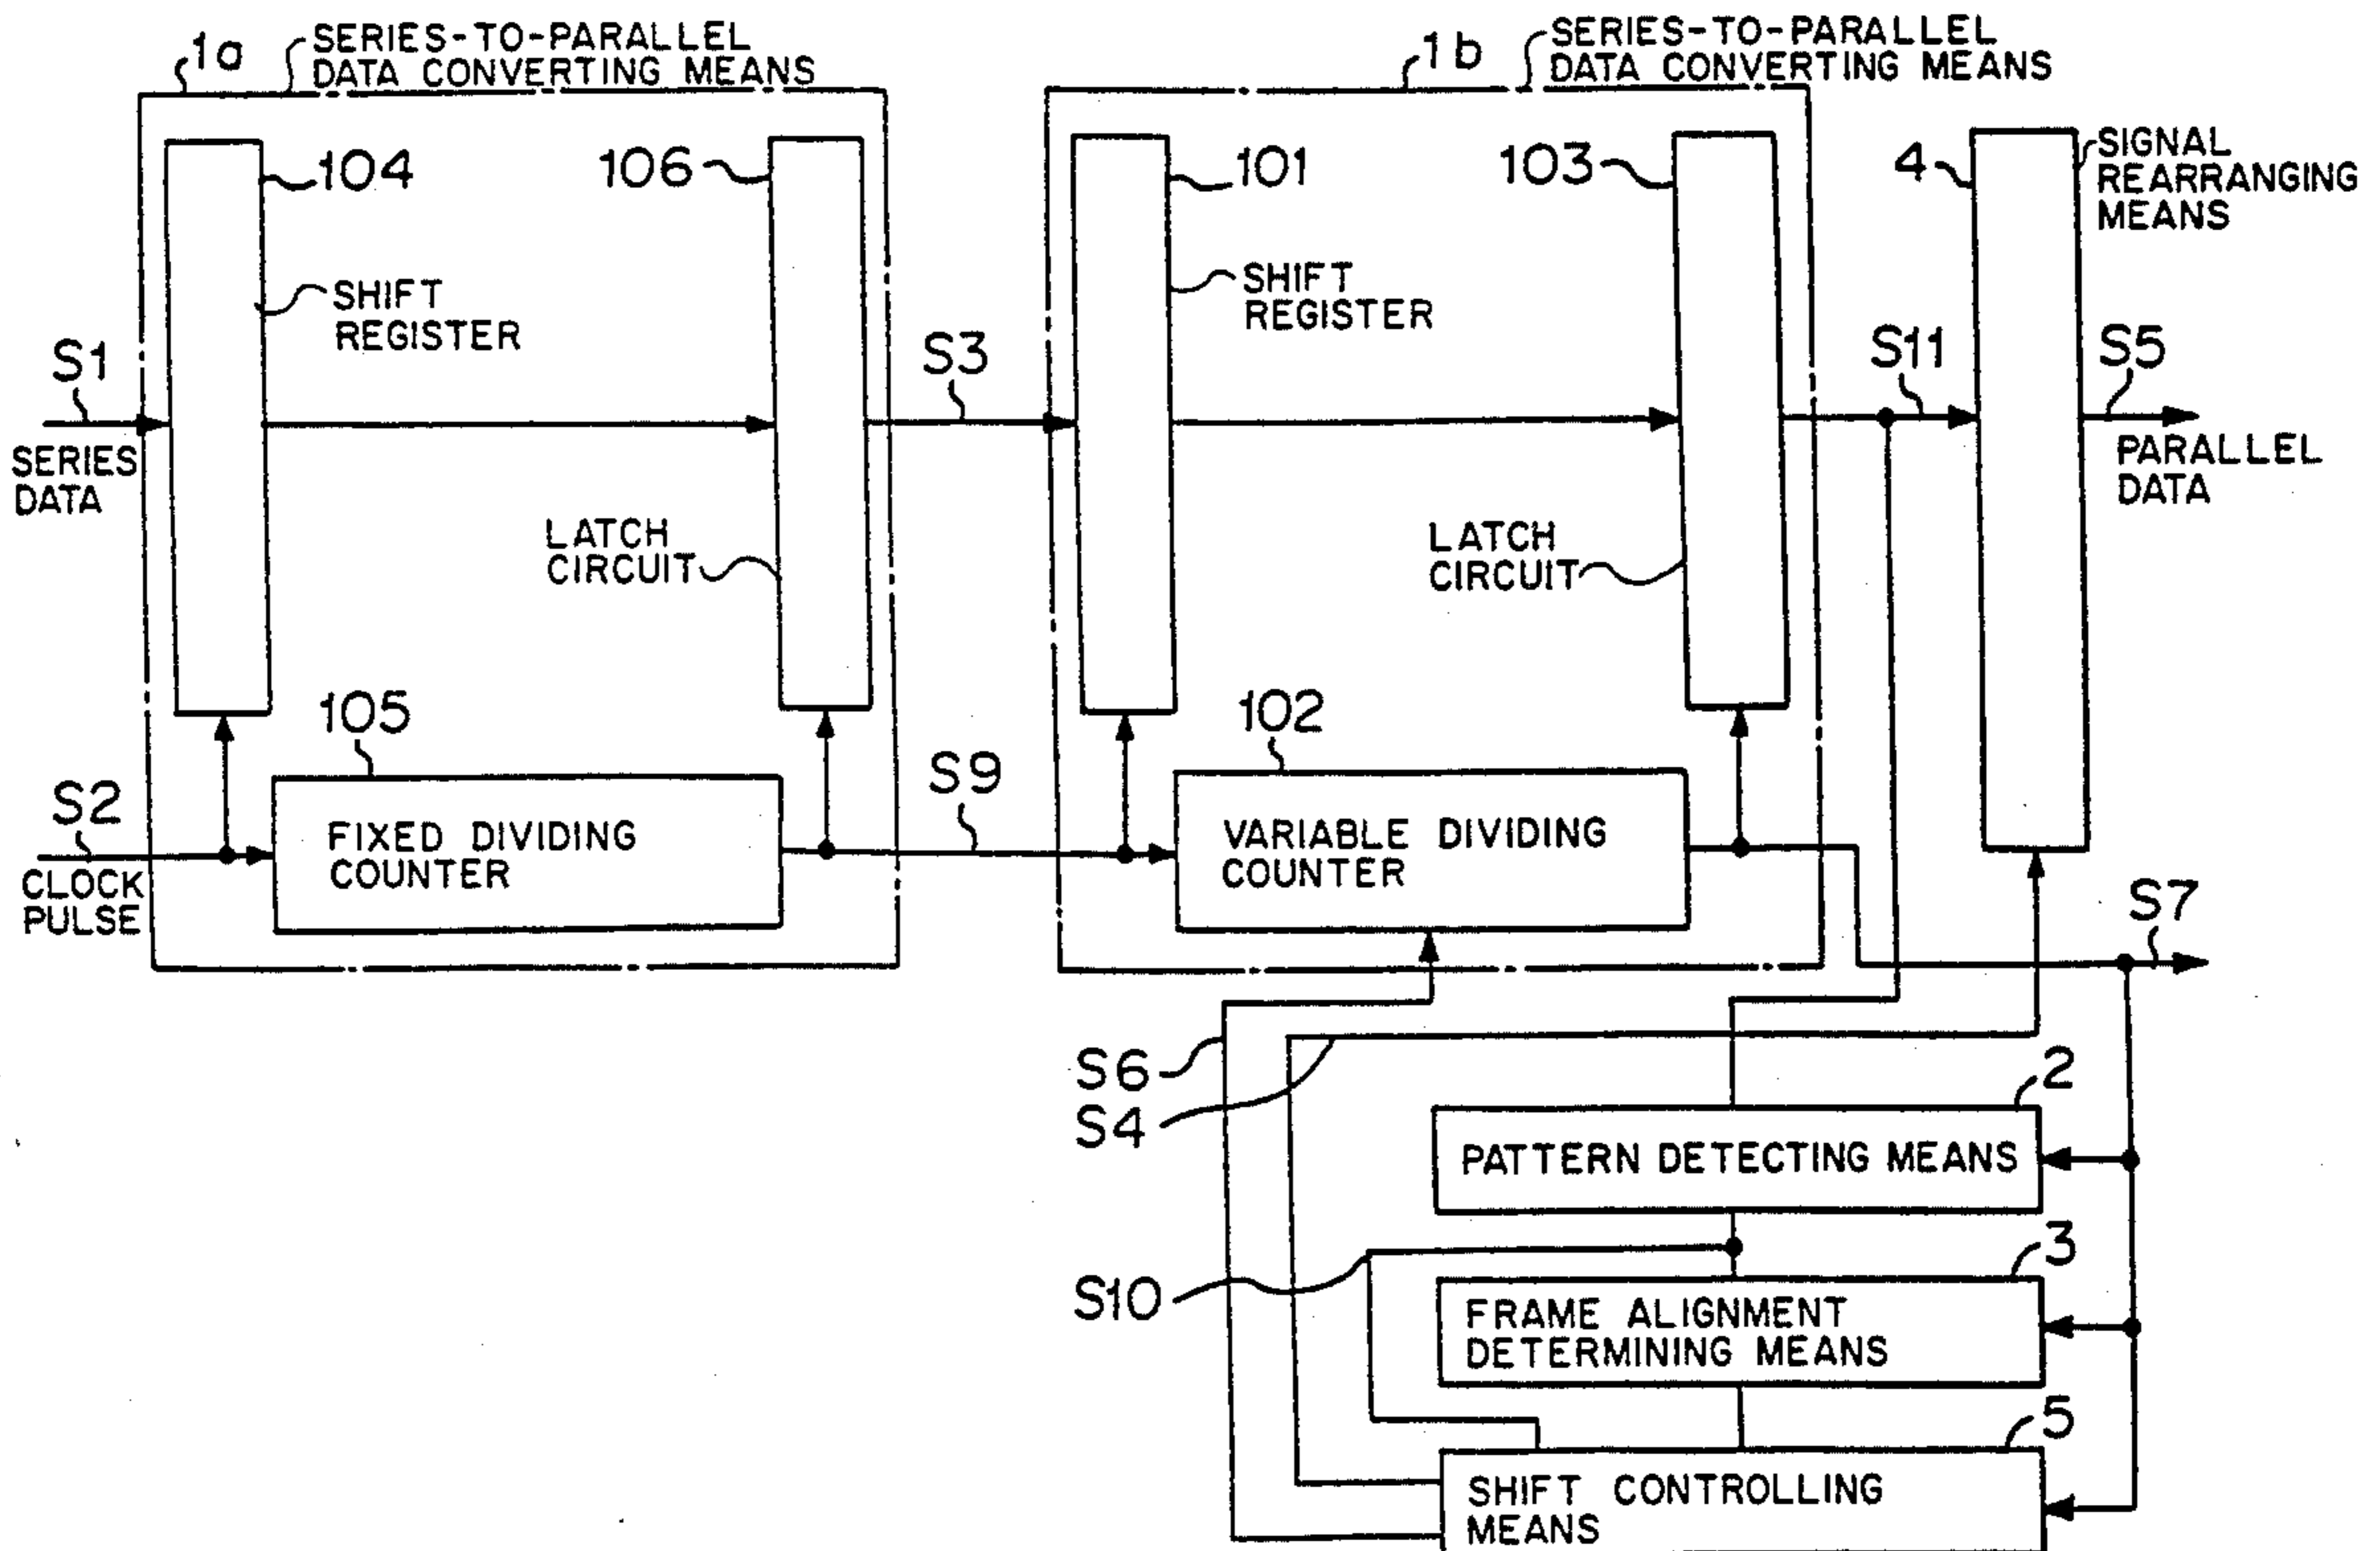 1a
SERIES-TO-PARALLEL
DATA CONVERTING MEANS
1b
SERIES-TO-PARALLEL
DATA CONVERTING MEANS
104
106
101
103
4
SIGNAL
REARRANGING
MEANS
SHIFT
REGISTER
SHIFT
REGISTER
S1
SERIES
DATA
S3
S11
S5
PARALLEL
DATA
LATCH
CIRCUIT
LATCH
CIRCUIT
105
102
S2
CLOCK
PULSE
FIXED DIVIDING
COUNTER
S9
VARIABLE DIVIDING
COUNTER
S7
S6
S4
2
PATTERN DETECTING MEANS
S10
3
FRAME ALIGNMENT
DETERMINING MEANS
5
SHIFT CONTROLLING
MEANS